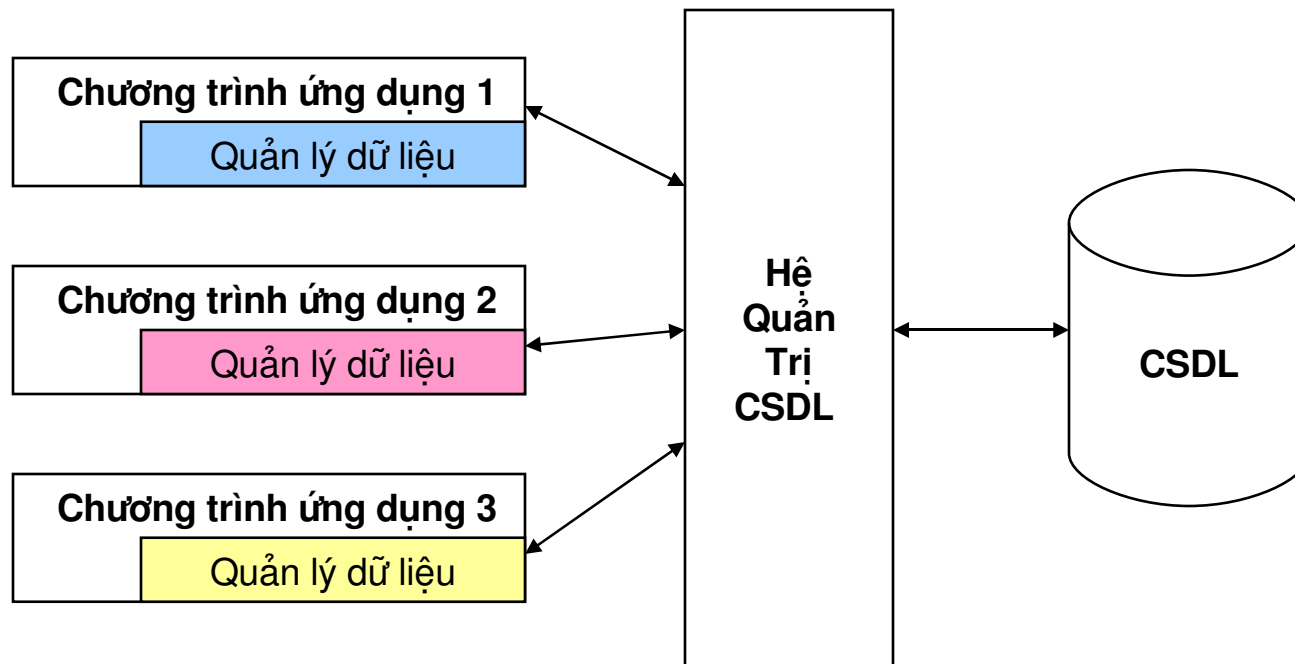 Chương trình ứng dụng 1
Quản lý dữ liệu
Chương trình ứng dụng 2
Quản lý dữ liệu
Chương trình ứng dụng 3
Quản lý dữ liệu
Hệ
Quản
Trị
CSDL
CSDL